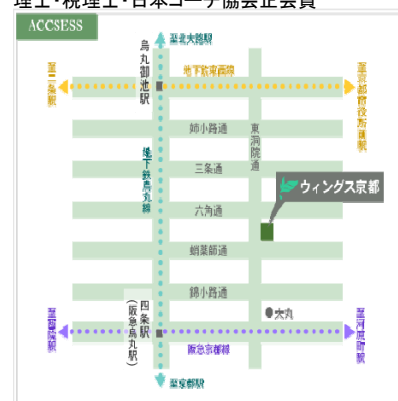 理士・税理士・日本コーチ協会正会員
ACCSESS
至北大路駅
烏丸御池駅
至二条駅
地下鉄東西線
至京都市役所前駅
姉小路通
東洞院通
地下鉄烏丸線
三条通
ウィングス京都
六角通
蛸薬師通
錦小路通
四条駅
(阪急烏丸駅)
大丸
至河原町駅
阪急京都線
至京都駅